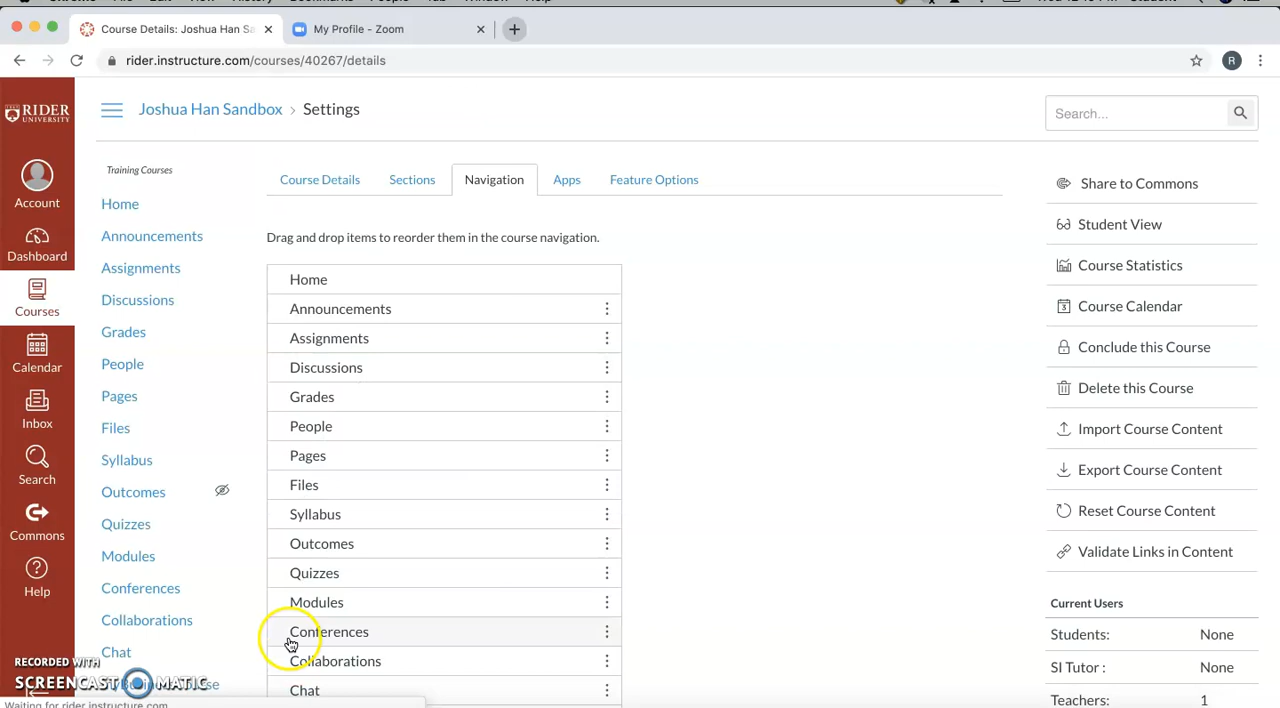 Course Details: Joshua Han Sa
My Profile - Zoom
rider.instructure.com/courses/40267/details
R
RIDER
UNIVERSITY
Joshua Han Sandbox > Settings
Search...
Training Courses
Course Details
Sections
Navigation
Apps
Feature Options
Drag and drop items to reorder them in the course navigation.
Account
Dashboard
Courses
Calendar
Inbox
Search
Commons
Help
Home
Announcements
Assignments
Discussions
Grades
People
Pages
Files
Syllabus
Outcomes
Quizzes
Modules
Conferences
Collaborations
Chat
Home
Announcements
Assignments
Discussions
Grades
People
Pages
Files
Syllabus
Outcomes
Quizzes
Modules
Conferences
Collaborations
Chat
Share to Commons
Student View
Course Statistics
Course Calendar
Conclude this Course
Delete this Course
Import Course Content
Export Course Content
Reset Course Content
Validate Links in Content
Current Users
Students: None
SI Tutor : None
Teachers: 1
RECORDED WITH
SCREENCAST MATIC
Waiting for rider.instructure.com